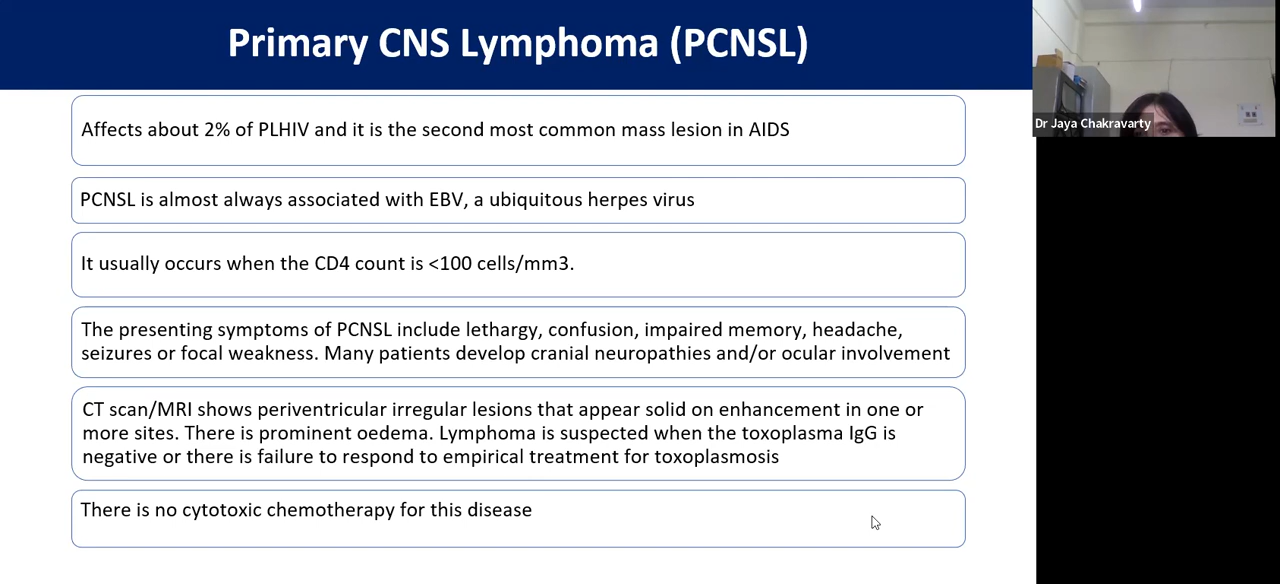 Primary CNS Lymphoma (PCNSL)
Affects about 2% of PLHIV and it is the second most common mass lesion in AIDS
PCNSL is almost always associated with EBV, a ubiquitous herpes virus
It usually occurs when the CD4 count is <100 cells/mm3.
The presenting symptoms of PCNSL include lethargy, confusion, impaired memory, headache,
seizures or focal weakness. Many patients develop cranial neuropathies and/or ocular involvement
CT scan/MRI shows periventricular irregular lesions that appear solid on enhancement in one or
more sites. There is prominent oedema. Lymphoma is suspected when the toxoplasma IgG is
negative or there is failure to respond to empirical treatment for toxoplasmosis
There is no cytotoxic chemotherapy for this disease
Dr Jaya Chakravarty